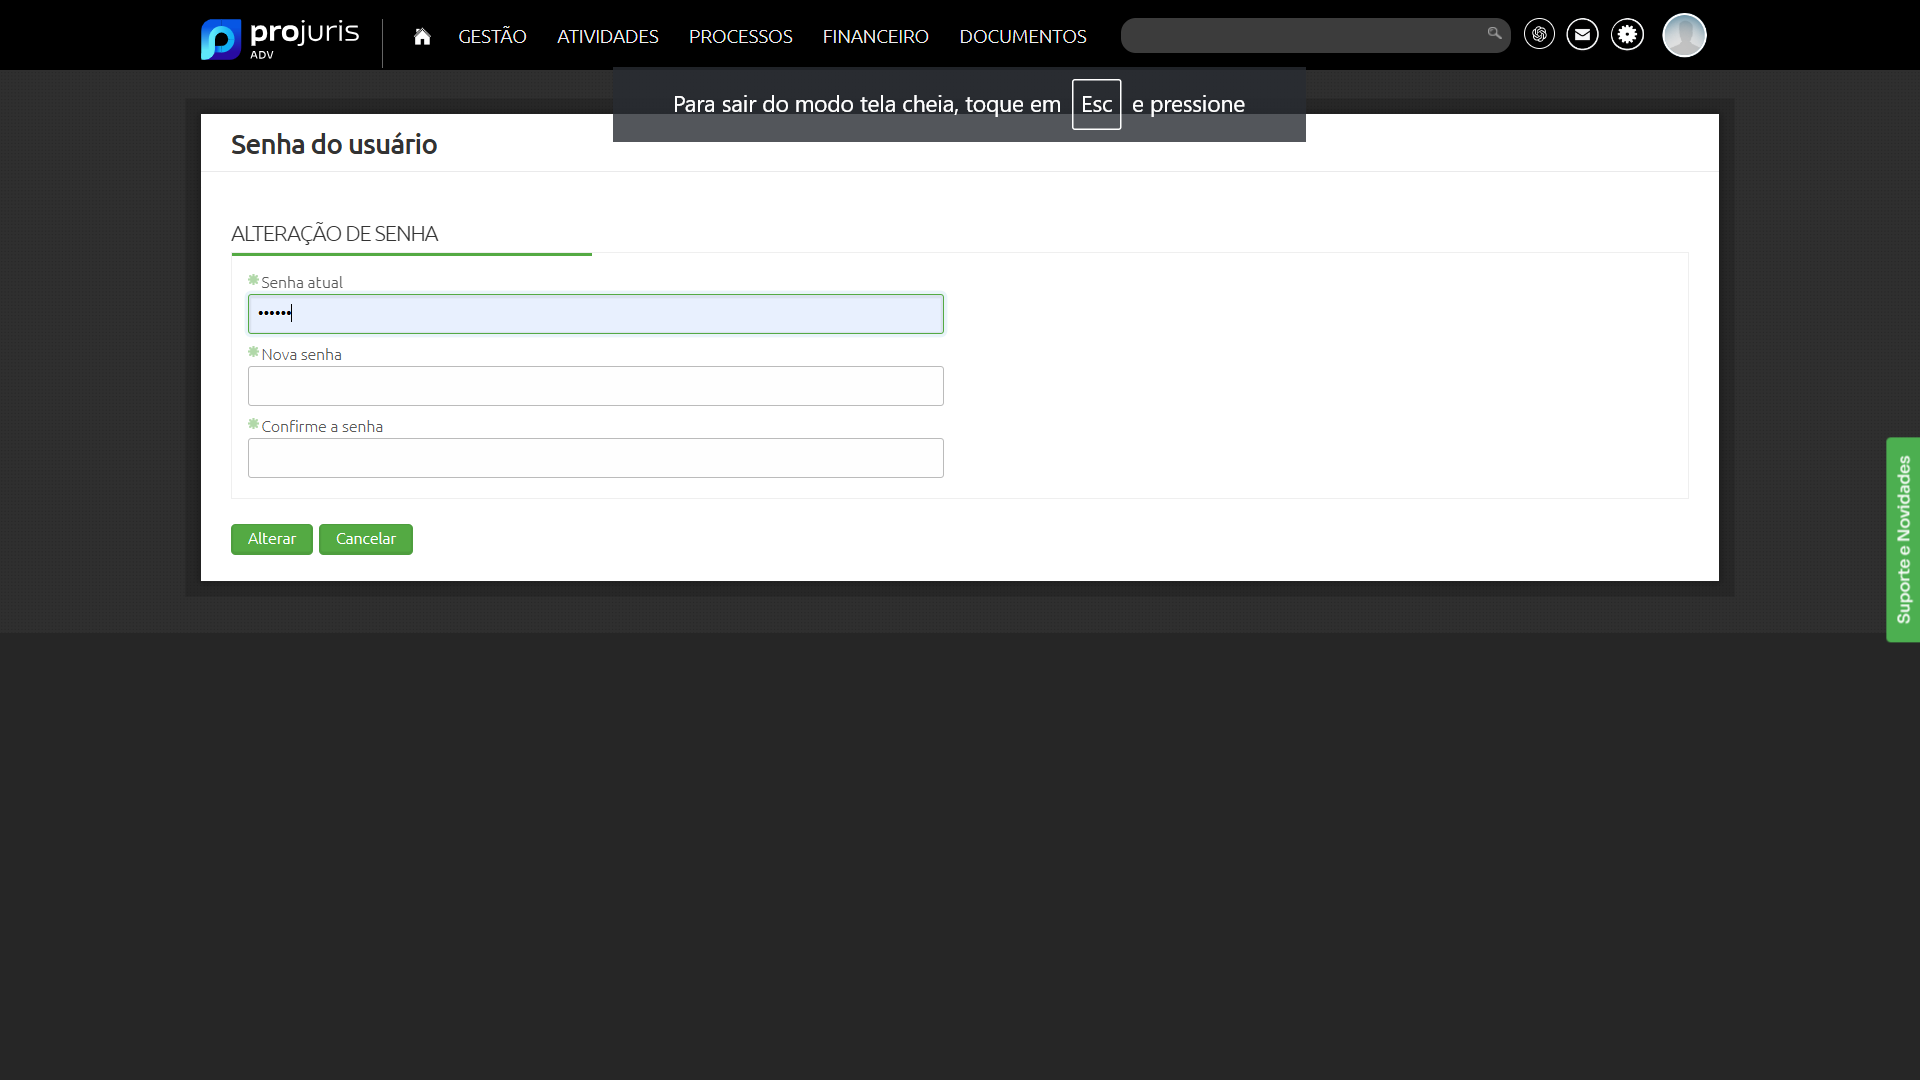 projuris
ADV
GESTÃO
ATIVIDADES
PROCESSOS
FINANCEIRO
DOCUMENTOS
Para sair do modo tela cheia, toque em Esc e pressione
Senha do usuário
ALTERAÇÃO DE SENHA
Senha atual
••••••
Nova senha
Confirme a senha
Alterar
Cancelar
Suporte e Novidades